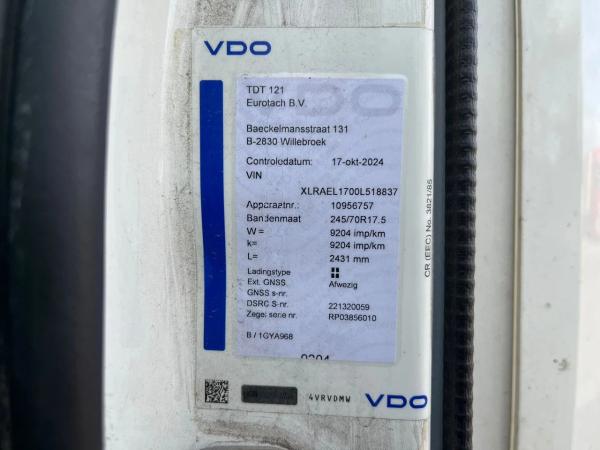 VDO
TDT 121
Eurotach B.V.
Baeckelmansstraat 131
B-2830 Willebroek
Controledatum: 17-okt-2024
VIN
XLRAEL1700L518837
Apparaatnr.: 10956757
Bandenmaat 245/70R17.5
W = 9204 imp/km
k= 9204 imp/km
L= 2431 mm
Ladingstype
Ext. GNSS Afwezig
GNSS s-nr.
DSRC S-nr. 221320059
Zegel serie nr. RP03856010
B / 1GYA968
4VRVDMW
VDO
CR (EEC) No. 3821/85